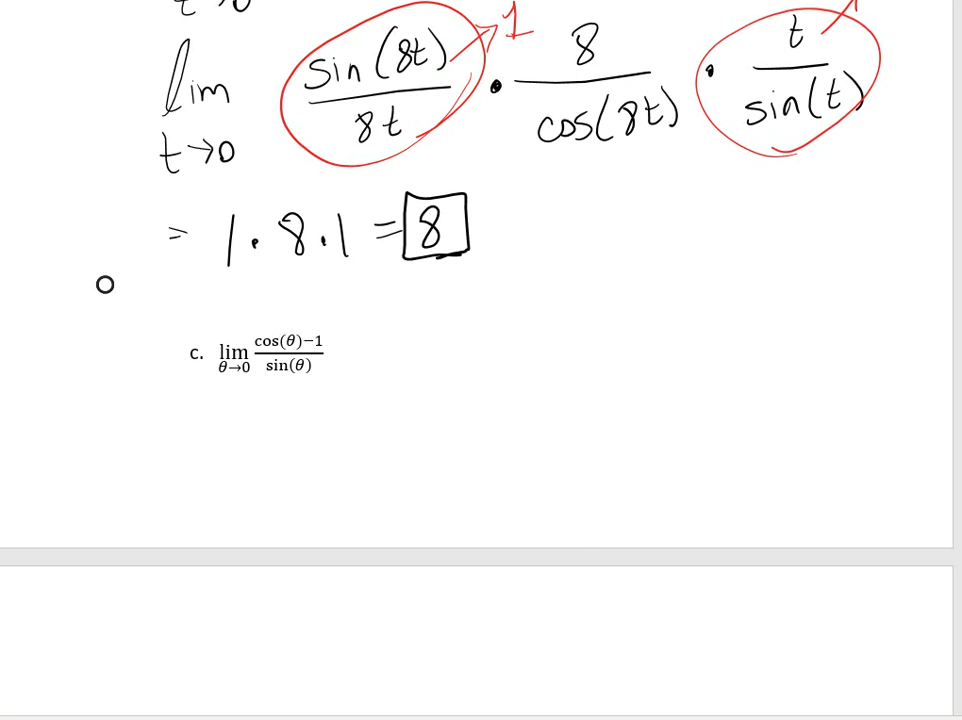 t→0
lim sin(8t)/8t · 8/cos(8t) · t/sin(t) 1
t→0
= 1 · 8 · 1 = 8
c. lim θ→0 cos(θ)−1/sin(θ)